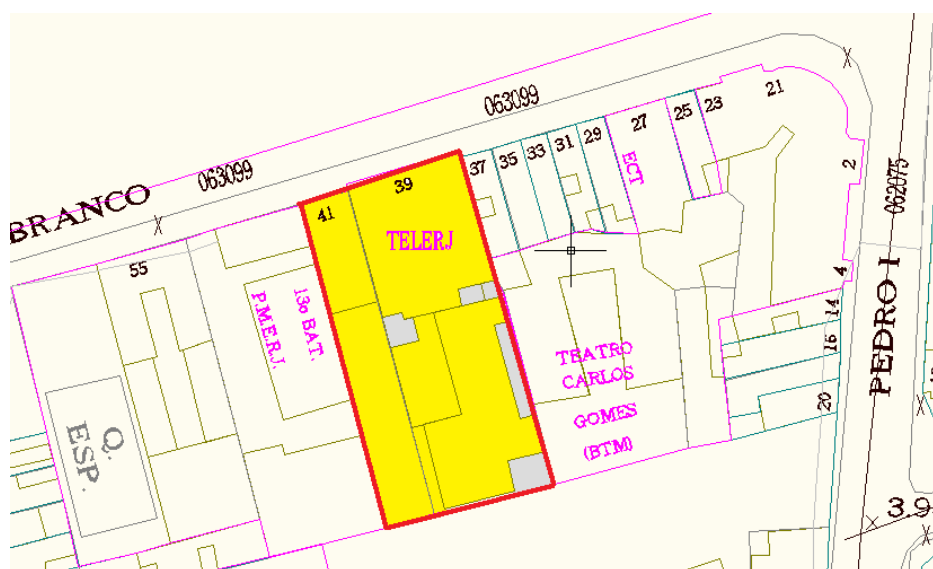 063099
21
23
25
27
29
31
33
35
37
ECT
2
062075
063099
BRANCO
39
41
TELERJ
55
13o BAT.
P.M.E.R.J.
4
14
16
20
PEDRO I
TEATRO
CARLOS
GOMES
(BTM)
Q.
ESP.
3.9